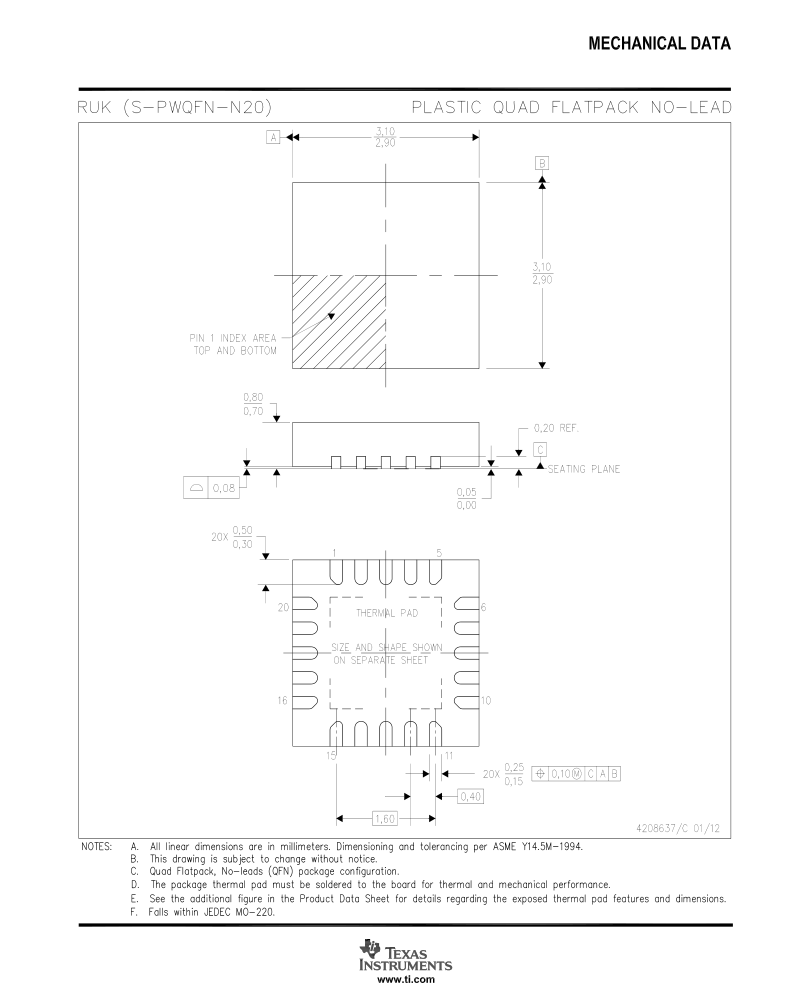 MECHANICAL DATA
RUK (S-PWQFN-N20)
PLASTIC QUAD FLATPACK NO-LEAD
A
3,10
2,90
B
3,10
2,90
PIN 1 INDEX AREA
TOP AND BOTTOM
0,80
0,70
0,20 REF.
C
SEATING PLANE
0,08
0,05
0,00
20X 0,50
0,30
1
5
20
THERMAL PAD
6
SIZE AND SHAPE SHOWN
ON SEPARATE SHEET
16
10
15
11
20X 0,25
0,15
⌖ 0,10Ⓜ C A B
0,40
1,60
4208637/C 01/12
NOTES: A. All linear dimensions are in millimeters. Dimensioning and tolerancing per ASME Y14.5M-1994.
B. This drawing is subject to change without notice.
C. Quad Flatpack, No-leads (QFN) package configuration.
D. The package thermal pad must be soldered to the board for thermal and mechanical performance.
E. See the additional figure in the Product Data Sheet for details regarding the exposed thermal pad features and dimensions.
F. Falls within JEDEC MO-220.
TEXAS
INSTRUMENTS
www.ti.com